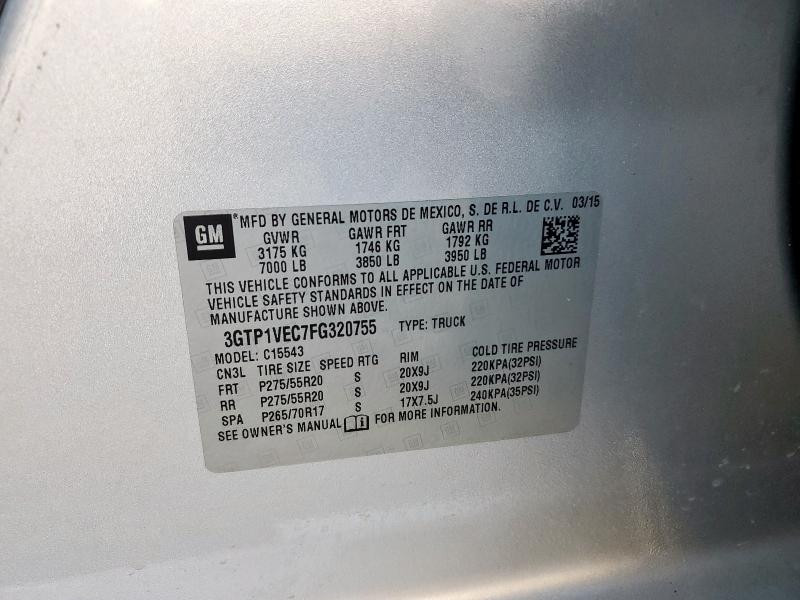 GM ® MFD BY GENERAL MOTORS DE MEXICO, S. DE R.L. DE C.V. 03/15
GVWR GAWR FRT GAWR RR
3175 KG 1746 KG 1792 KG
7000 LB 3850 LB 3950 LB
THIS VEHICLE CONFORMS TO ALL APPLICABLE U.S. FEDERAL MOTOR
VEHICLE SAFETY STANDARDS IN EFFECT ON THE DATE OF
MANUFACTURE SHOWN ABOVE.
3GTP1VEC7FG320755 TYPE: TRUCK
MODEL: C15543
CN3L TIRE SIZE SPEED RTG RIM COLD TIRE PRESSURE
FRT P275/55R20 S 20X9J 220KPA(32PSI)
RR P275/55R20 S 20X9J 220KPA(32PSI)
SPA P265/70R17 S 17X7.5J 240KPA(35PSI)
SEE OWNER'S MANUAL FOR MORE INFORMATION.